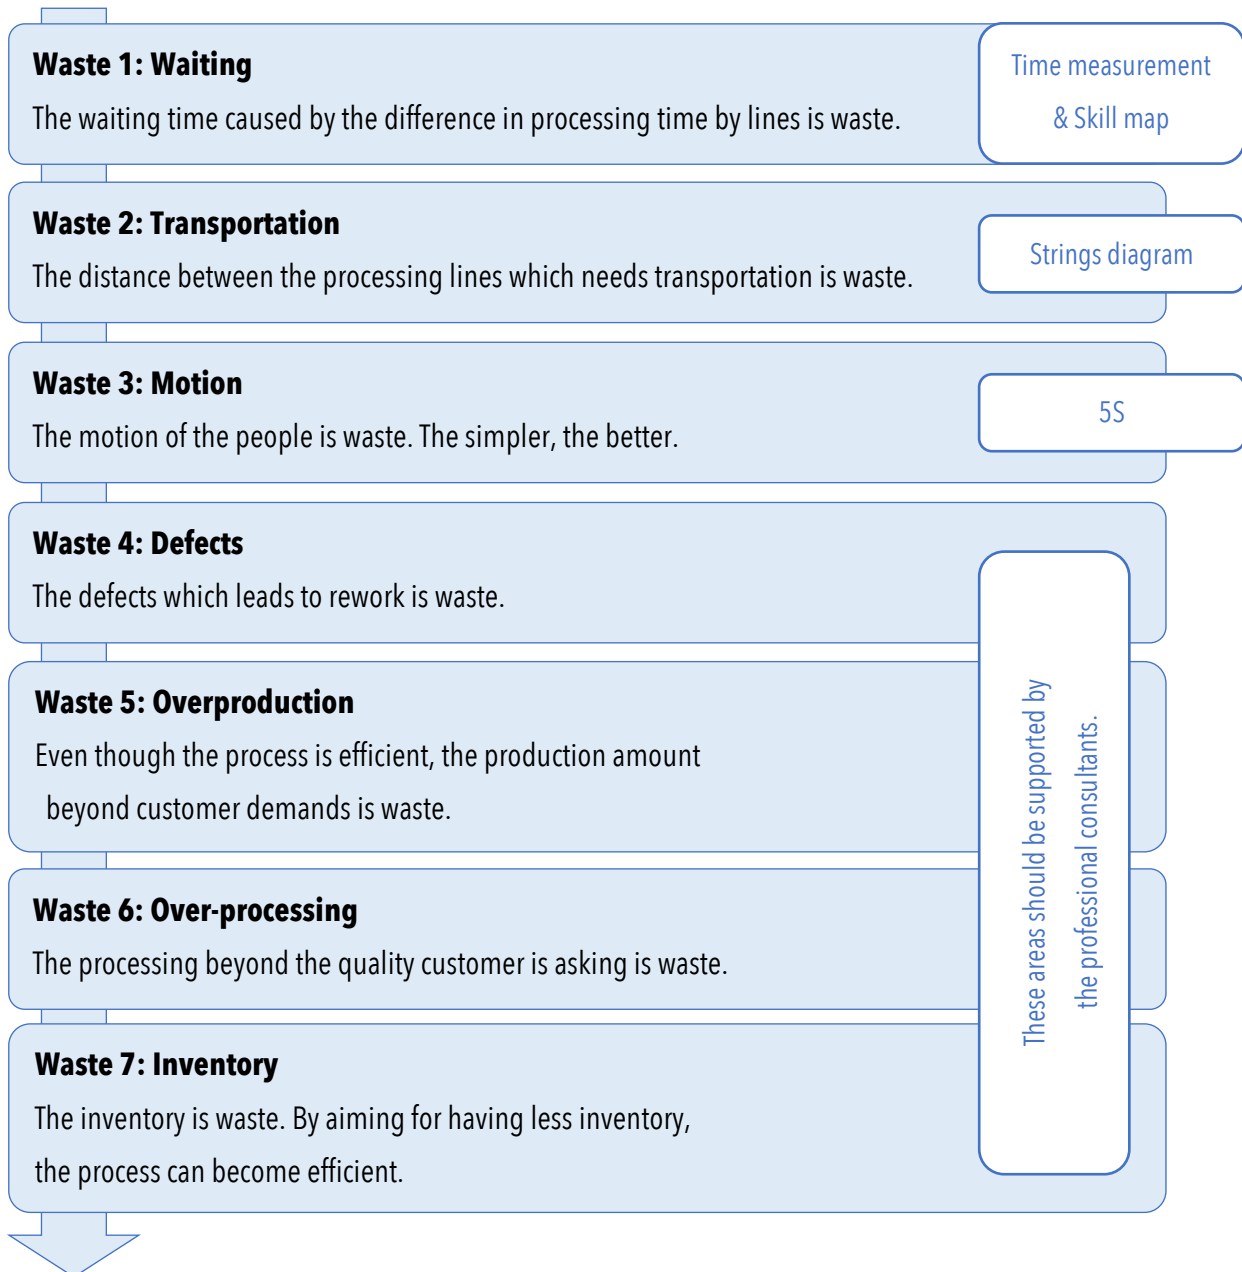 Waste 1: Waiting
The waiting time caused by the difference in processing time by lines is waste.
Time measurement
& Skill map
Waste 2: Transportation
The distance between the processing lines which needs transportation is waste.
Strings diagram
Waste 3: Motion
The motion of the people is waste. The simpler, the better.
5S
Waste 4: Defects
The defects which leads to rework is waste.
Waste 5: Overproduction
Even though the process is efficient, the production amount
beyond customer demands is waste.
Waste 6: Over-processing
The processing beyond the quality customer is asking is waste.
Waste 7: Inventory
The inventory is waste. By aiming for having less inventory,
the process can become efficient.
These areas should be supported by
the professional consultants.